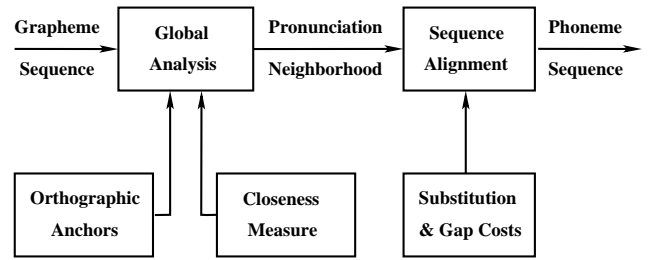 Grapheme
Sequence
Global
Analysis
Pronunciation
Neighborhood
Sequence
Alignment
Phoneme
Sequence
Orthographic
Anchors
Closeness
Measure
Substitution
& Gap Costs